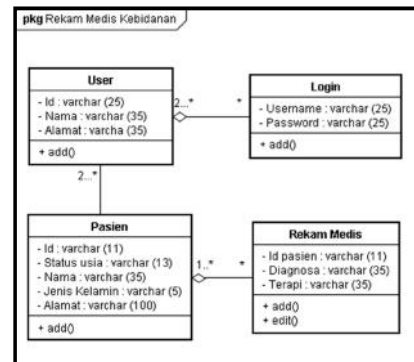 pkg Rekam Medis Kebidanan
User
- Id : varchar (25)
- Nama : varchar (35)
- Alamat : varcha (35)
+ add()
2...*
*
Login
- Username : varchar (25)
- Password : varchar (25)
+ add()
2...*
Pasien
- Id : varchar (11)
- Status usia : varchar (13)
- Nama : varchar (35)
- Jenis Kelamin : varchar (5)
- Alamat : varchar (100)
+ add()
1..*
*
Rekam Medis
- Id pasien : varchar (11)
- Diagnosa : varchar (35)
- Terapi : varchar (35)
+ add()
+ edit()